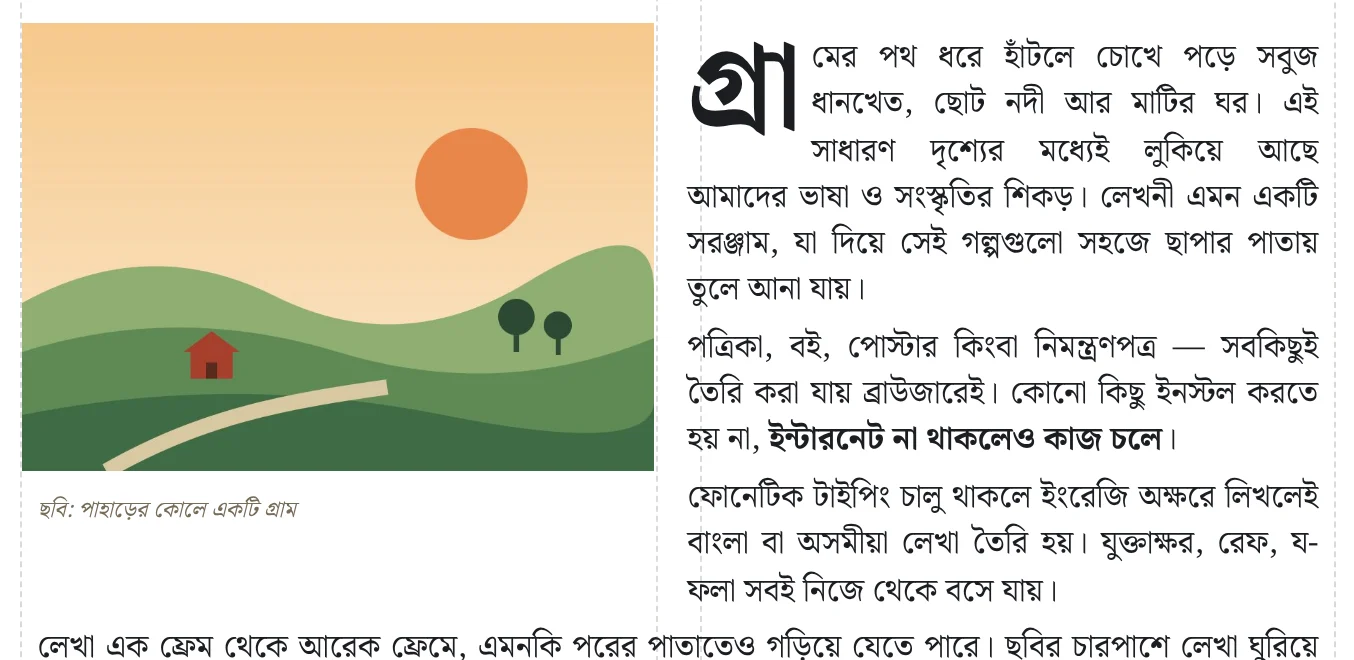 গ্রামের পথ ধরে হাঁটলে চোখে পড়ে সবুজ
ধানখেত, ছোট নদী আর মাটির ঘর। এই
সাধারণ দৃশ্যের মধ্যেই লুকিয়ে আছে
আমাদের ভাষা ও সংস্কৃতির শিকড়। লেখনী এমন একটি
সরঞ্জাম, যা দিয়ে সেই গল্পগুলো সহজে ছাপার পাতায়
তুলে আনা যায়।
পত্রিকা, বই, পোস্টার কিংবা নিমন্ত্রণপত্র — সবকিছুই
তৈরি করা যায় ব্রাউজারেই। কোনো কিছু ইনস্টল করতে
হয় না, ইন্টারনেট না থাকলেও কাজ চলে।
ফোনেটিক টাইপিং চালু থাকলে ইংরেজি অক্ষরে লিখলেই
বাংলা বা অসমীয়া লেখা তৈরি হয়। যুক্তাক্ষর, রেফ, য-
ফলা সবই নিজে থেকে বসে যায়।
ছবি: পাহাড়ের কোলে একটি গ্রাম
লেখা এক ফ্রেম থেকে আরেক ফ্রেমে, এমনকি পরের পাতাতেও গড়িয়ে যেতে পারে। ছবির চারপাশে লেখা ঘুরিয়ে